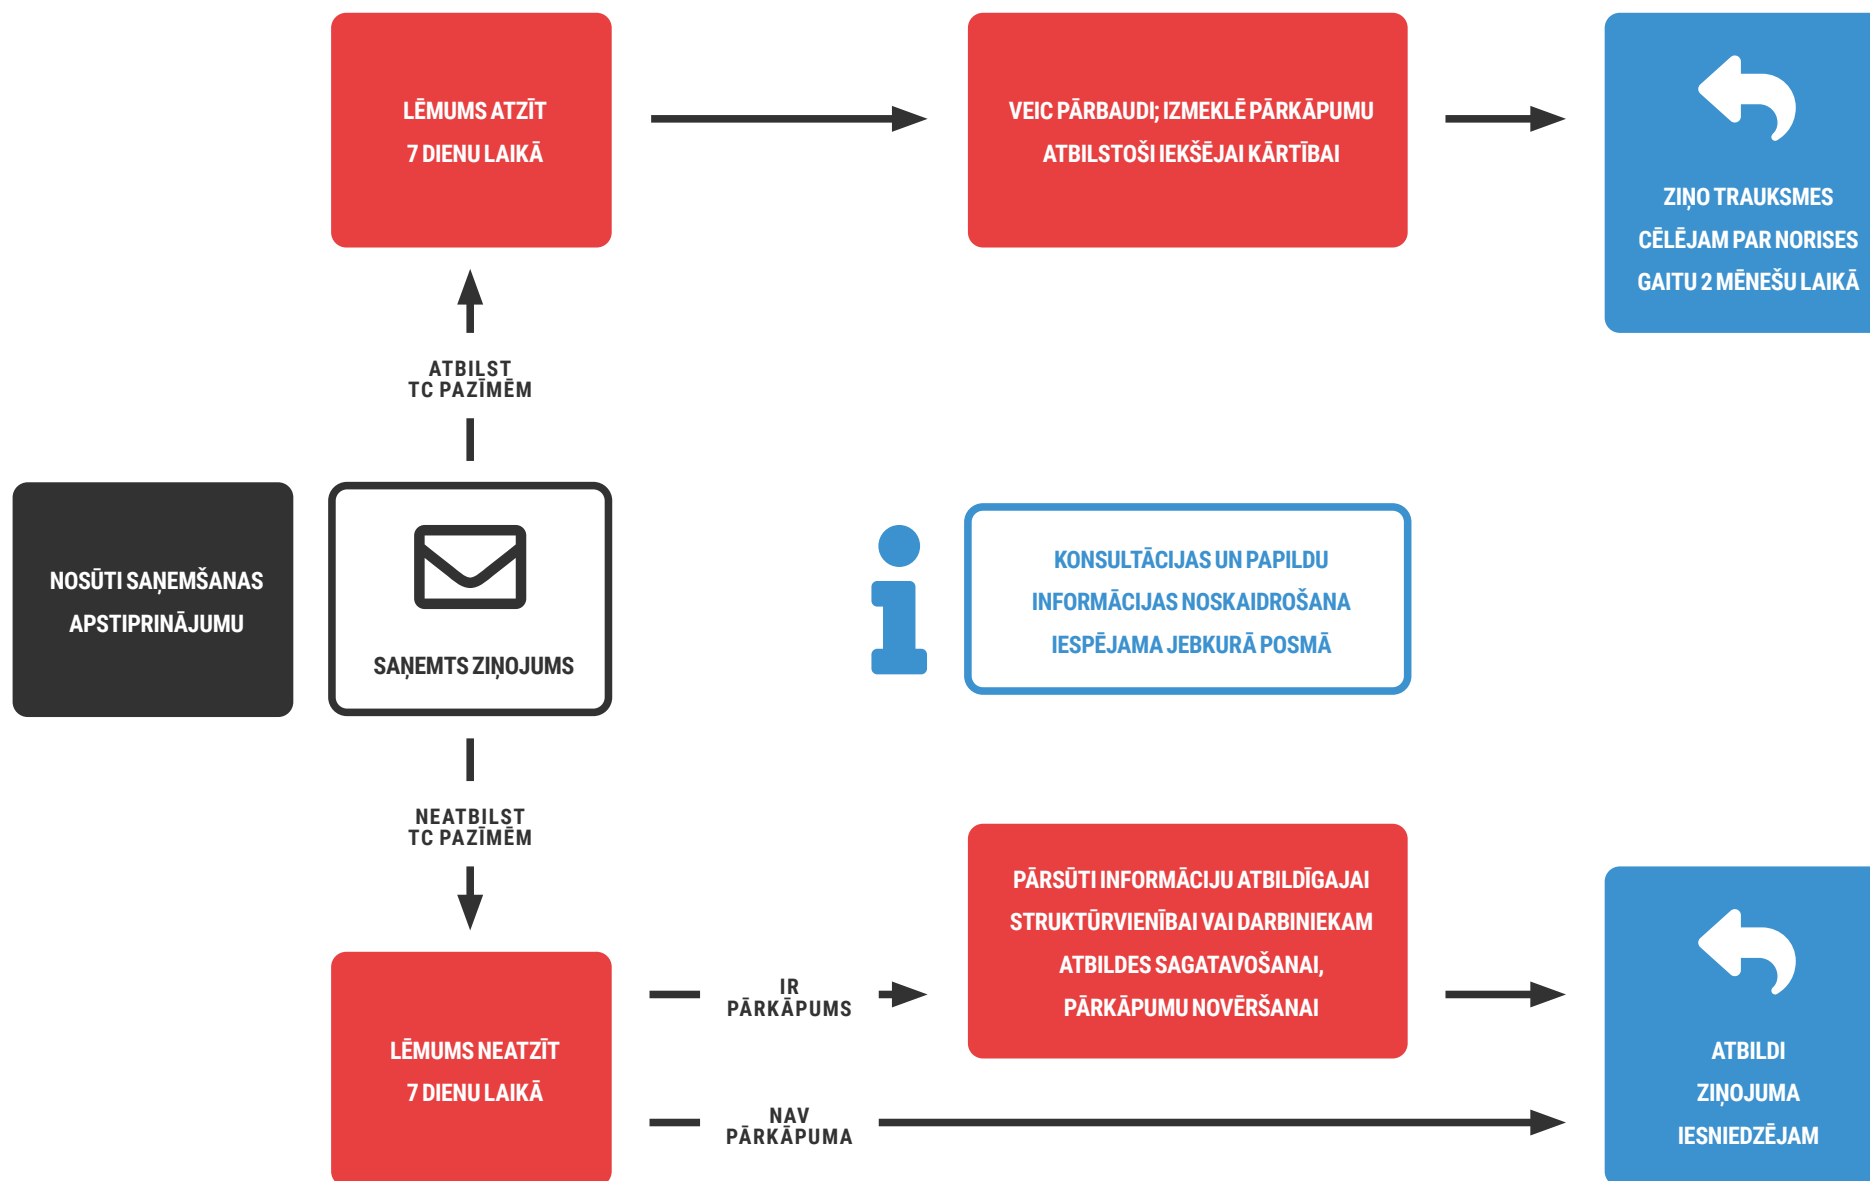 LĒMUMS ATZĪT
7 DIENU LAIKĀ
VEIC PĀRBAUDI; IZMEKLĒ PĀRKĀPUMU
ATBILSTOŠI IEKŠĒJAI KĀRTĪBAI
ZIŅO TRAUKSMES
CĒLĒJAM PAR NORISES
GAITU 2 MĒNEŠU LAIKĀ
ATBILST
TC PAZĪMĒM
NOSŪTI SAŅEMŠANAS
APSTIPRINĀJUMU
SAŅEMTS ZIŅOJUMS
KONSULTĀCIJAS UN PAPILDU
INFORMĀCIJAS NOSKAIDROŠANA
IESPĒJAMA JEBKURĀ POSMĀ
NEATBILST
TC PAZĪMĒM
LĒMUMS NEATZĪT
7 DIENU LAIKĀ
IR
PĀRKĀPUMS
PĀRSŪTI INFORMĀCIJU ATBILDĪGAJAI
STRUKTŪRVIENĪBAI VAI DARBINIEKAM
ATBILDES SAGATAVOŠANAI,
PĀRKĀPUMU NOVĒRŠANAI
NAV
PĀRKĀPUMA
ATBILDI
ZIŅOJUMA
IESNIEDZĒJAM